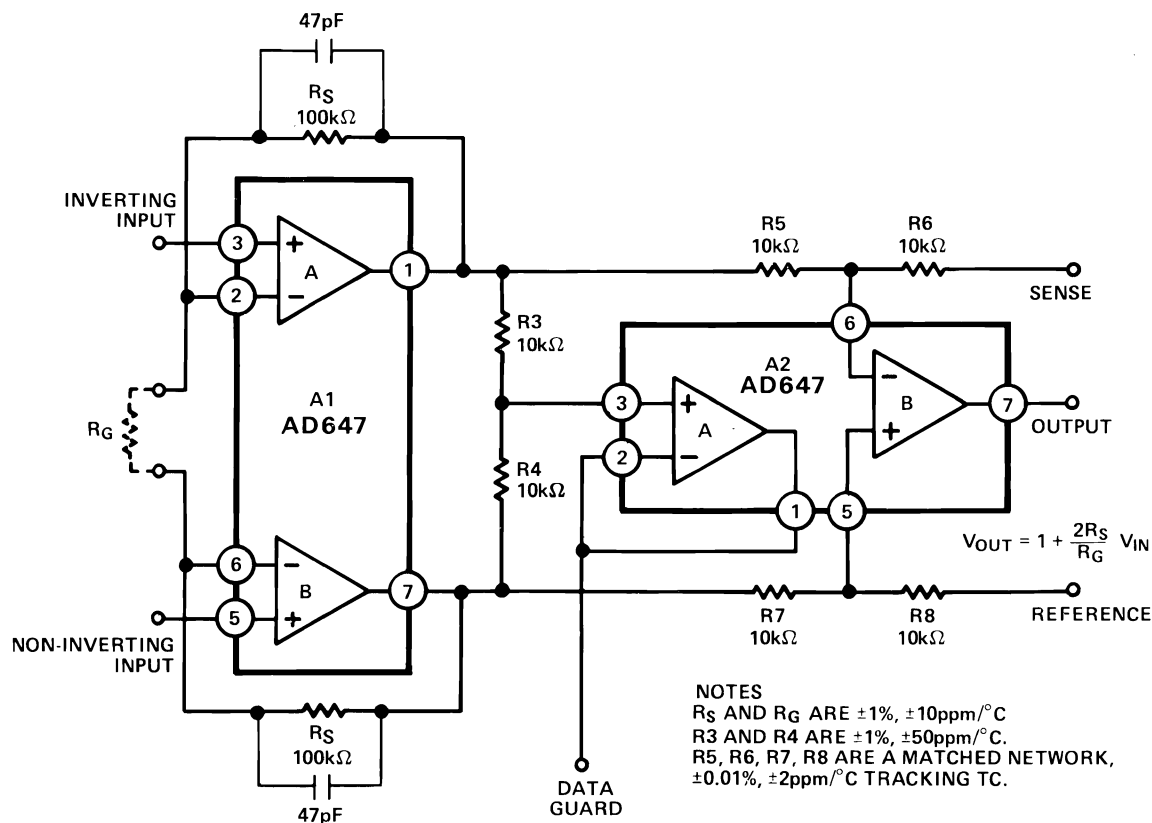 47pF
RS
100kΩ
INVERTING
INPUT
3
+
A
1
2
−
R5
10kΩ
R6
10kΩ
SENSE
R3
10kΩ
6
A2
AD647
A1
AD647
RG
3
+
A
2
−
−
B
+
7
OUTPUT
R4
10kΩ
1
5
VOUT = 1 + 2RS/RG VIN
6
−
B
7
5
+
NON-INVERTING
INPUT
R7
10kΩ
R8
10kΩ
REFERENCE
RS
100kΩ
47pF
DATA
GUARD
NOTES
RS AND RG ARE ±1%, ±10ppm/°C
R3 AND R4 ARE ±1%, ±50ppm/°C.
R5, R6, R7, R8 ARE A MATCHED NETWORK,
±0.01%, ±2ppm/°C TRACKING TC.